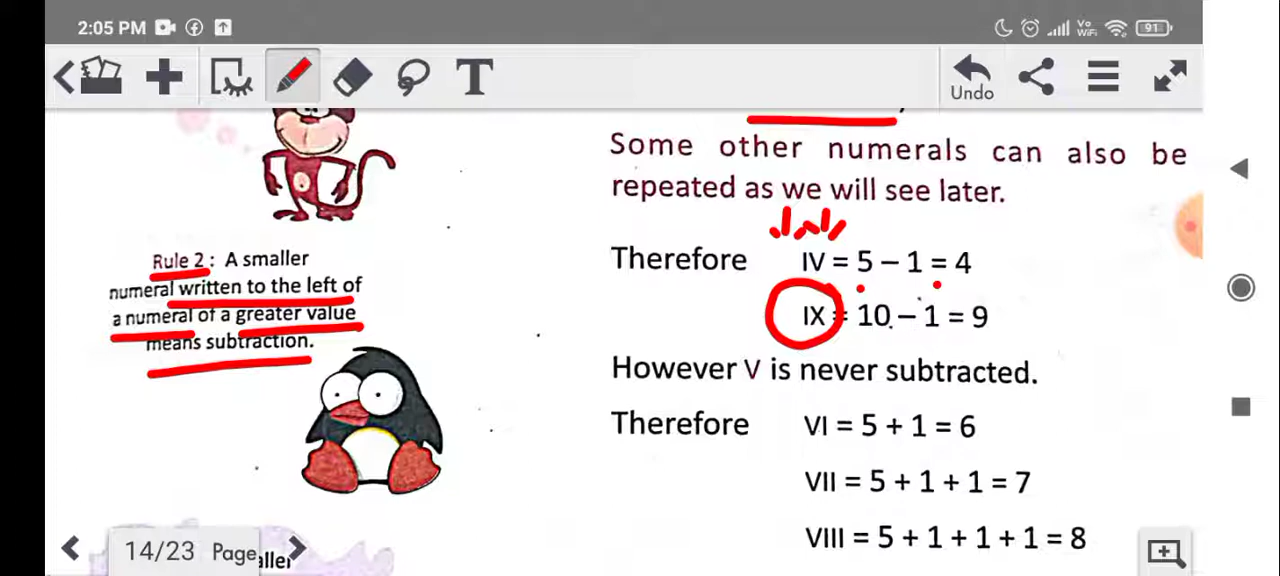 2:05 PM
Vo WiFi 91
T
Undo
Some other numerals can also be
repeated as we will see later.
Rule 2 : A smaller
numeral written to the left of
a numeral of a greater value
means subtraction.
Therefore IV = 5 – 1 = 4
IX = 10 – 1 = 9
However V is never subtracted.
Therefore VI = 5 + 1 = 6
VII = 5 + 1 + 1 = 7
VIII = 5 + 1 + 1 + 1 = 8
14/23 Page